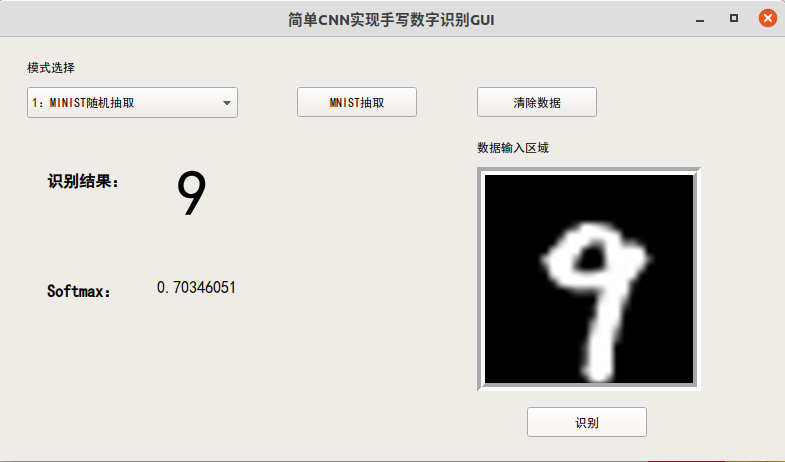 简单CNN实现手写数字识别GUI
模式选择
1：MINIST随机抽取
MNIST抽取
清除数据
数据输入区域
识别结果：
9
9
Softmax：
0.70346051
识别